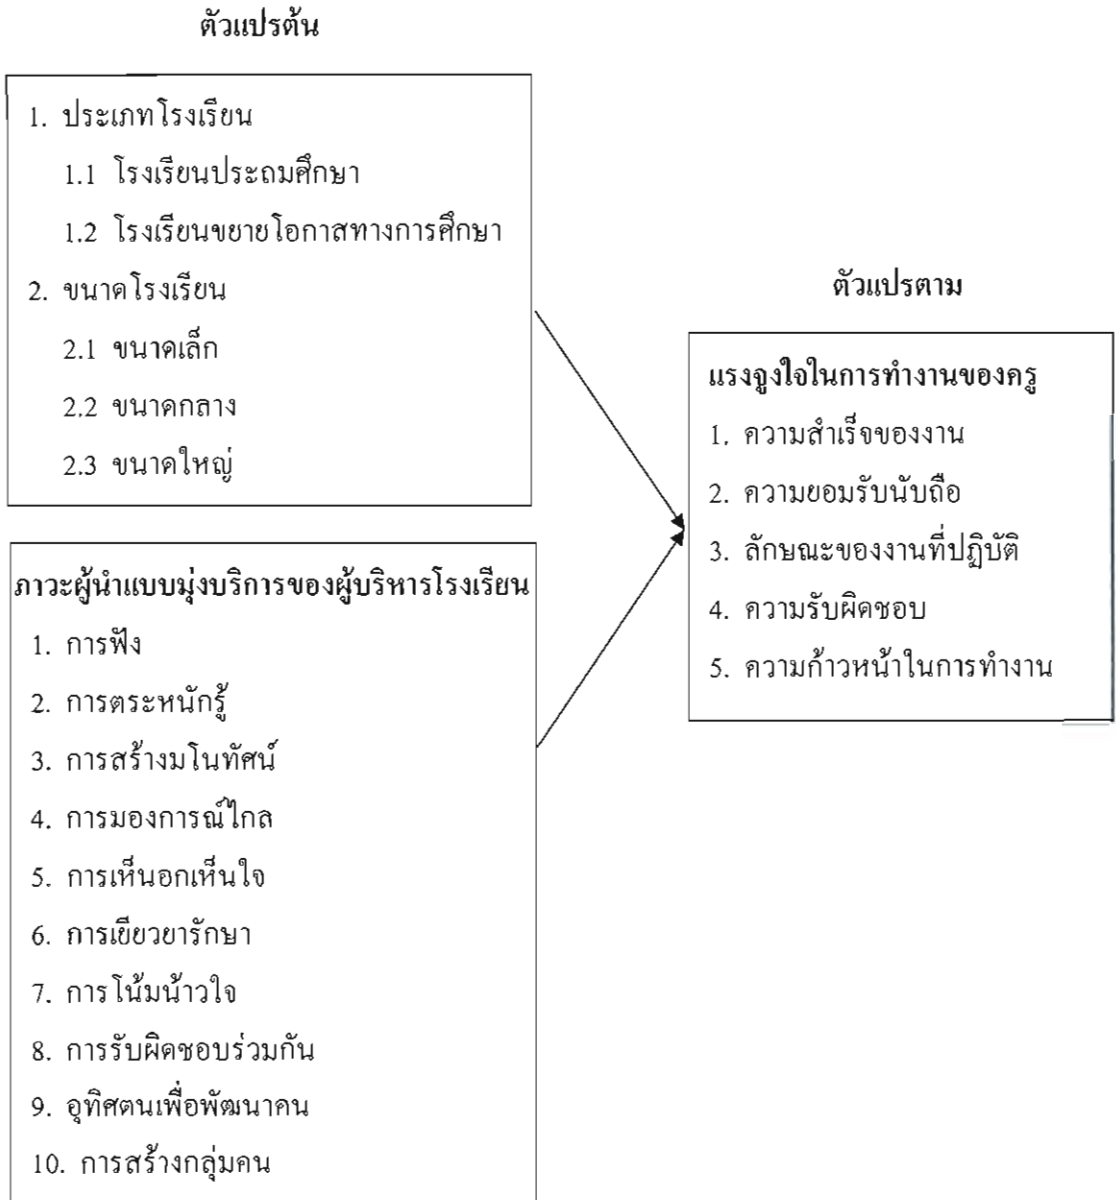 ตัวแปรต้น
1. ประเภทโรงเรียน
1.1 โรงเรียนประถมศึกษา
1.2 โรงเรียนขยายโอกาสทางการศึกษา
2. ขนาดโรงเรียน
2.1 ขนาดเล็ก
2.2 ขนาดกลาง
2.3 ขนาดใหญ่
ภาวะผู้นำแบบมุ่งบริการของผู้บริหารโรงเรียน
1. การฟัง
2. การตระหนักรู้
3. การสร้างมโนทัศน์
4. การมองการณ์ไกล
5. การเห็นอกเห็นใจ
6. การเยียวยารักษา
7. การโน้มน้าวใจ
8. การรับผิดชอบร่วมกัน
9. อุทิศตนเพื่อพัฒนาคน
10. การสร้างกลุ่มคน
ตัวแปรตาม
แรงจูงใจในการทำงานของครู
1. ความสำเร็จของงาน
2. ความยอมรับนับถือ
3. ลักษณะของงานที่ปฏิบัติ
4. ความรับผิดชอบ
5. ความก้าวหน้าในการทำงาน